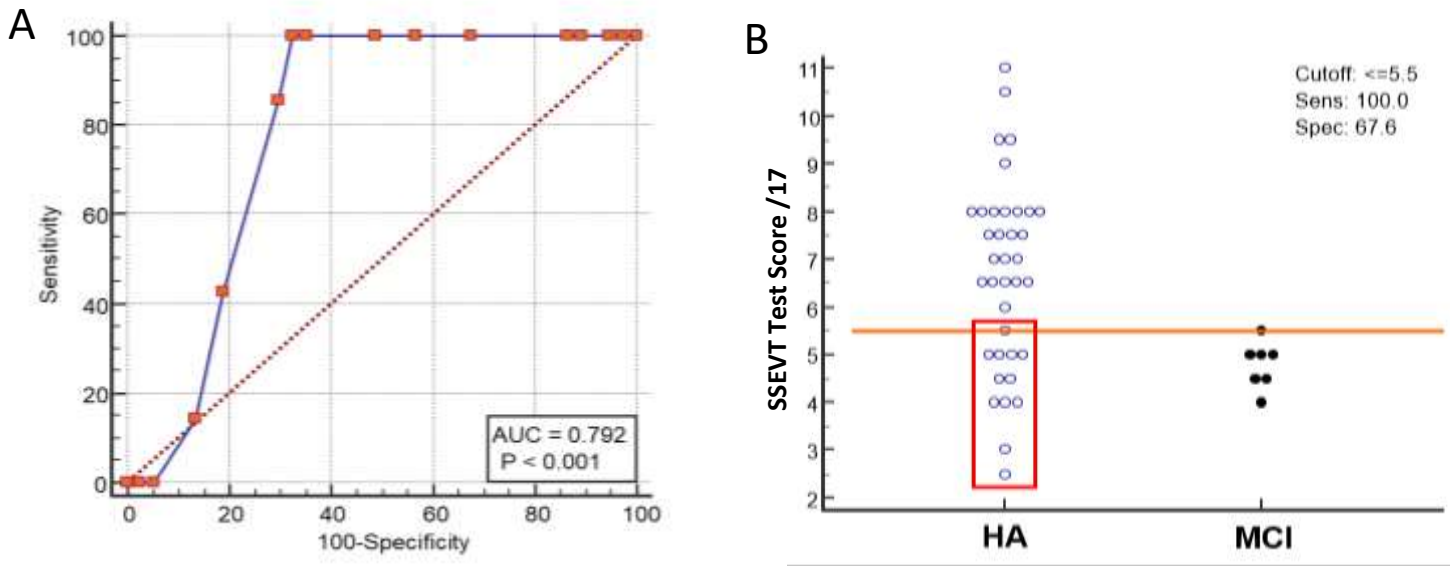 A
100
80
60
40
20
0
Sensitivity
0 20 40 60 80 100
100-Specificity
AUC = 0.792
P < 0.001
B
11
10
9
8
7
6
5
4
3
2
SSEVT Test Score /17
Cutoff: <=5.5
Sens: 100.0
Spec: 67.6
HA MCI